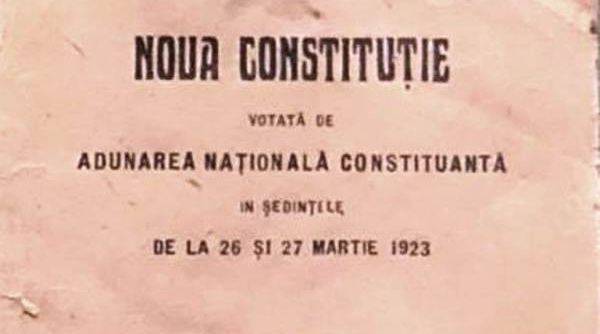 NOUA CONSTITUȚIE
VOTATĂ DE
ADUNAREA NAȚIONALĂ CONSTITUANTĂ
IN ȘEDINȚELE
DE LA 26 ȘI 27 MARTIE 1923